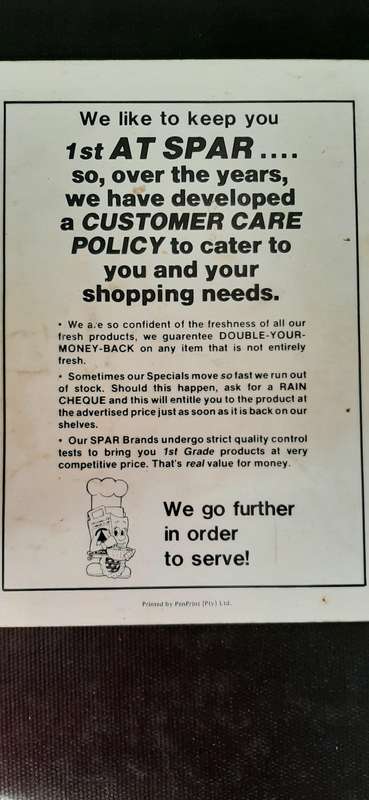 We like to keep you
1st AT SPAR ....
so, over the years,
we have developed
a CUSTOMER CARE
POLICY to cater to
you and your
shopping needs.
• We are so confident of the freshness of all our
fresh products, we guarentee DOUBLE-YOUR-
MONEY-BACK on any item that is not entirely
fresh.
• Sometimes our Specials move so fast we run out
of stock. Should this happen, ask for a RAIN
CHEQUE and this will entitle you to the product at
the advertised price just as soon as it is back on our
shelves.
• Our SPAR Brands undergo strict quality control
tests to bring you 1st Grade products at very
competitive price. That's real value for money.
We go further
in order
to serve!
Printed by PenPrint (Pty) Ltd.